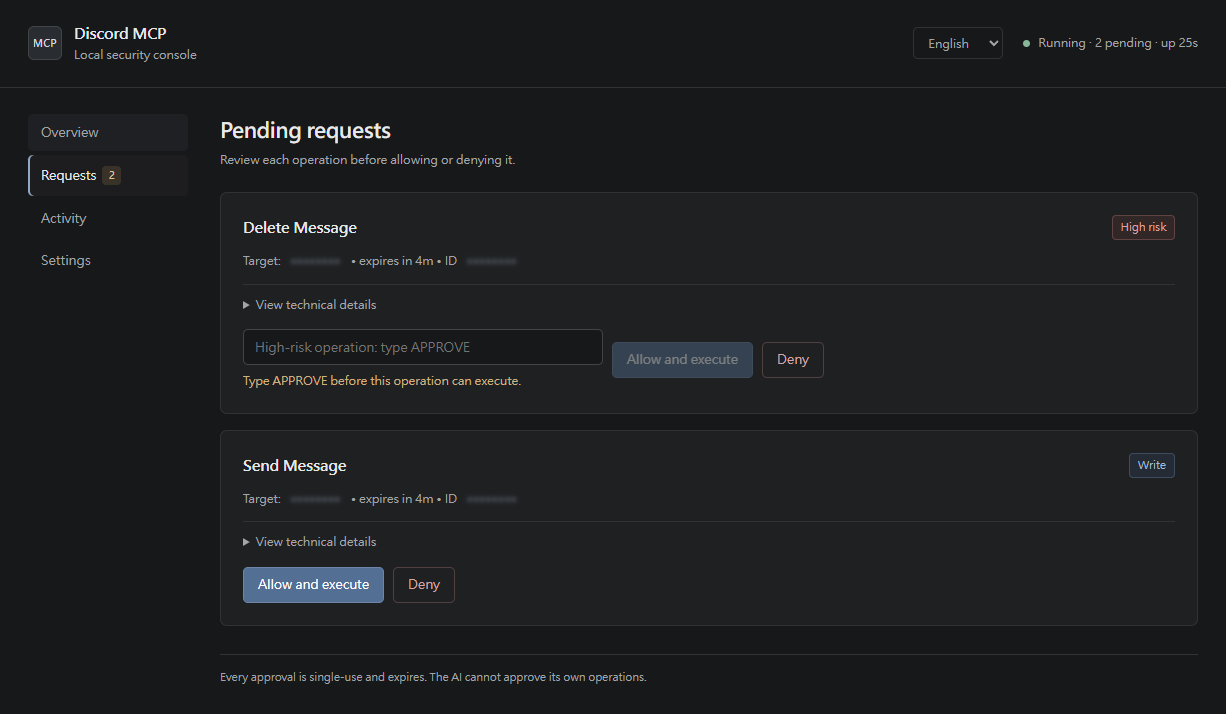 MCP
Discord MCP
Local security console
English
Running · 2 pending · up 25s
Overview
Requests 2
Activity
Settings
Pending requests
Review each operation before allowing or denying it.
Delete Message
High risk
Target: • expires in 4m • ID
View technical details
High-risk operation: type APPROVE
Allow and execute
Deny
Type APPROVE before this operation can execute.
Send Message
Write
Target: • expires in 4m • ID
View technical details
Allow and execute
Deny
Every approval is single-use and expires. The AI cannot approve its own operations.